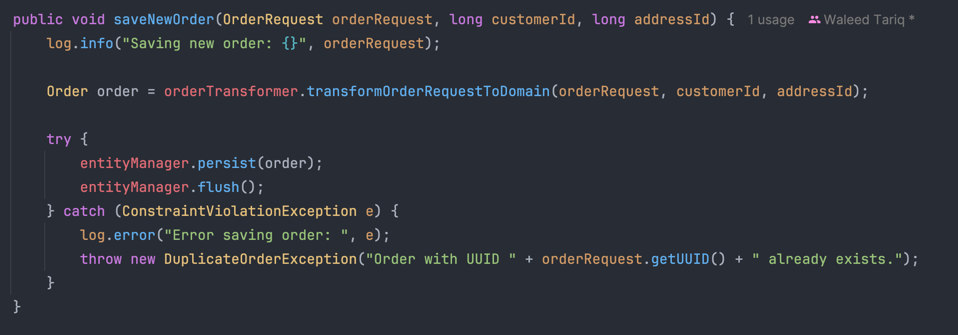 public void saveNewOrder(OrderRequest orderRequest, long customerId, long addressId) { 1 usage Waleed Tariq *
log.info("Saving new order: {}", orderRequest);
Order order = orderTransformer.transformOrderRequestToDomain(orderRequest, customerId, addressId);
try {
entityManager.persist(order);
entityManager.flush();
} catch (ConstraintViolationException e) {
log.error("Error saving order: ", e);
throw new DuplicateOrderException("Order with UUID " + orderRequest.getUUID() + " already exists.");
}
}